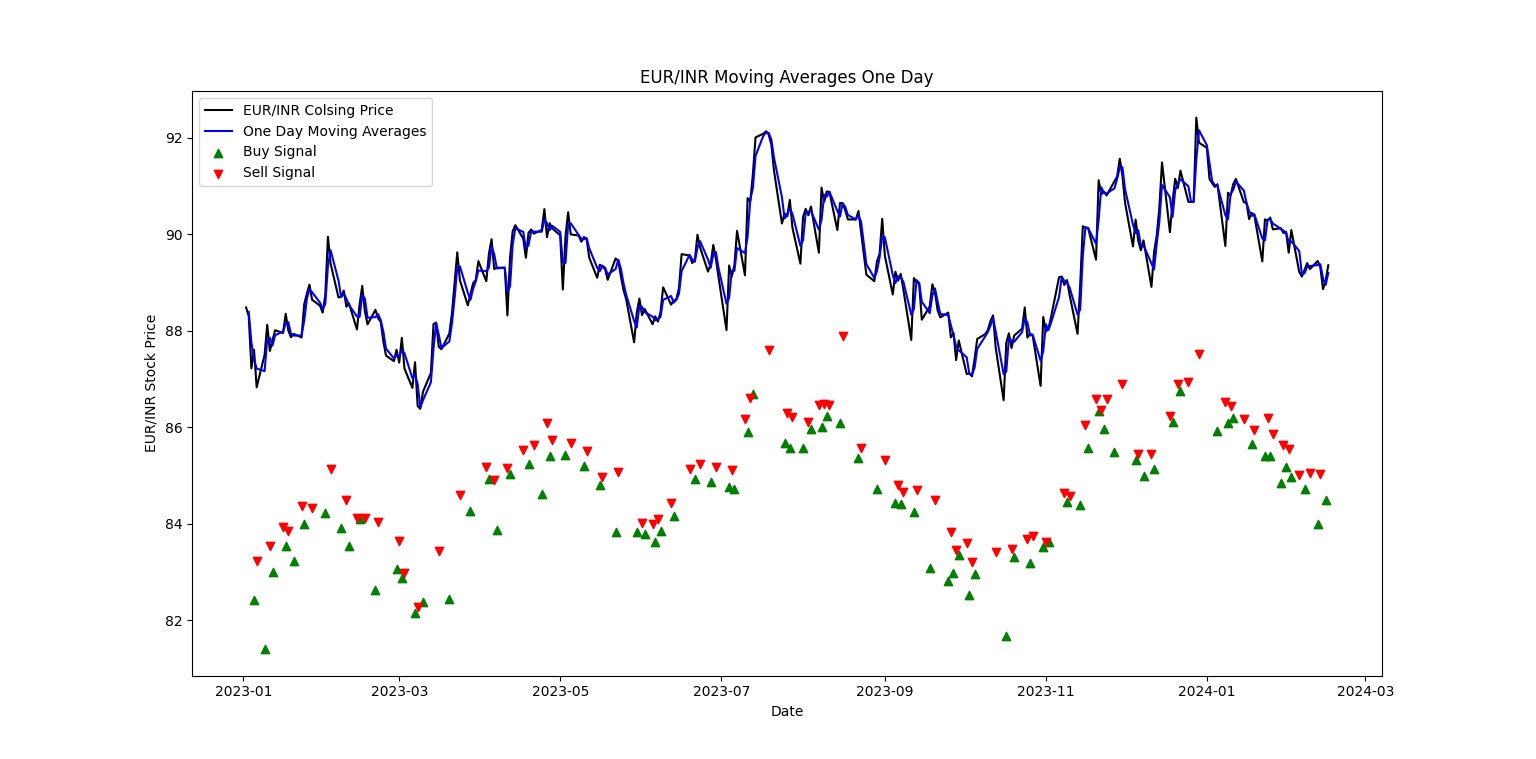 EUR/INR Moving Averages One Day
EUR/INR Colsing Price
One Day Moving Averages
Buy Signal
Sell Signal
EUR/INR Stock Price
92
90
88
86
84
82
2023-01
2023-03
2023-05
2023-07
2023-09
2023-11
2024-01
2024-03
Date